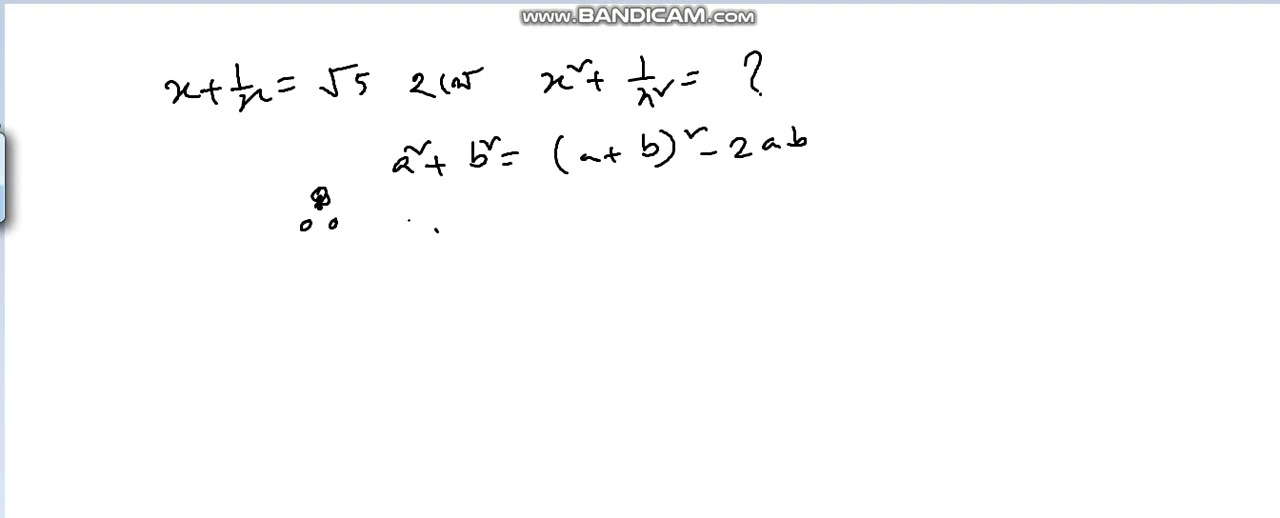 www.BANDICAM.com
x + 1/x = √5 হলে x² + 1/x² = ?
a² + b² = (a + b)² - 2ab
∴